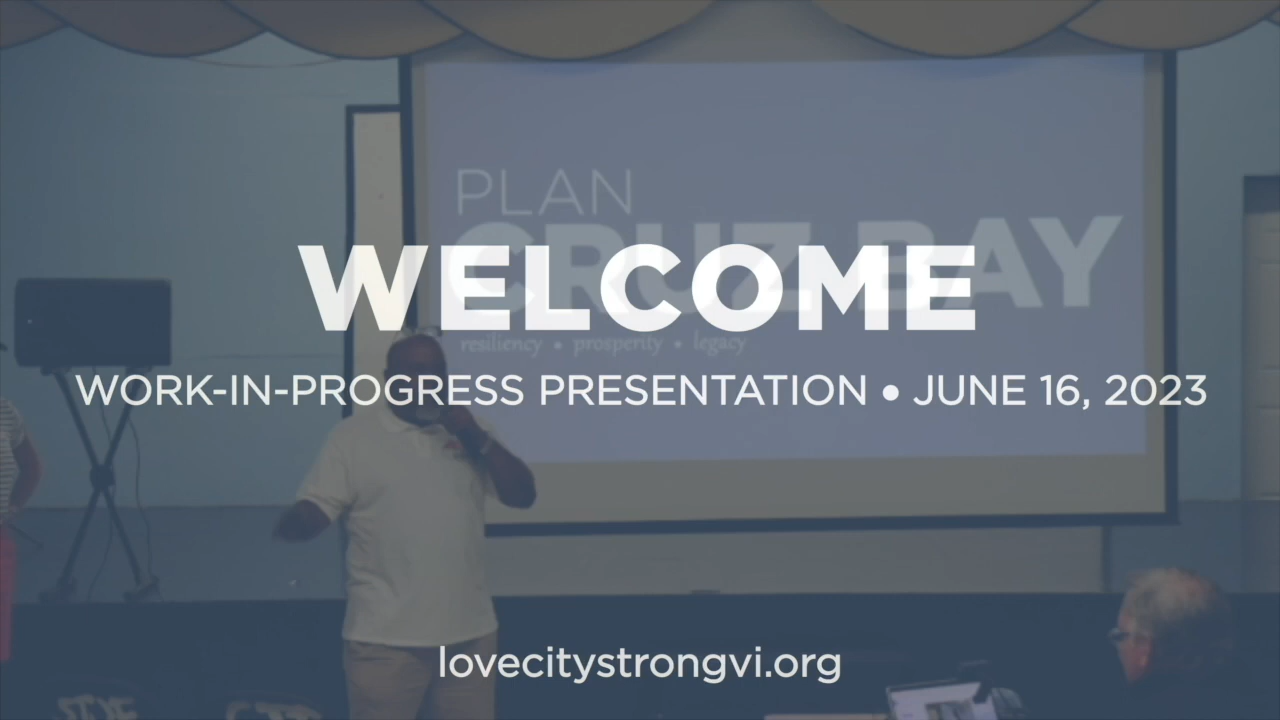 PLAN
CRUZ BAY
WELCOME
resiliency • prosperity • legacy
WORK-IN-PROGRESS PRESENTATION • JUNE 16, 2023
lovecitystrongvi.org